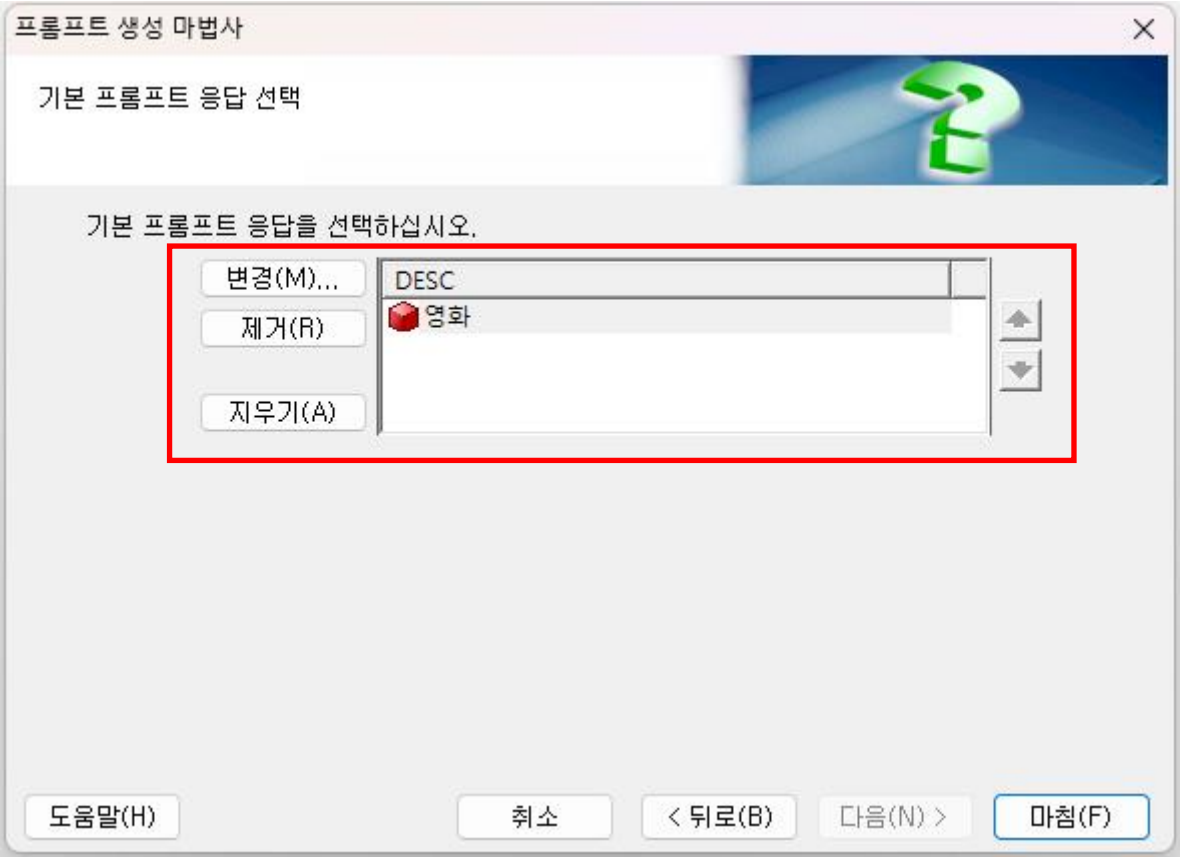 프롬프트 생성 마법사
기본 프롬프트 응답 선택
기본 프롬프트 응답을 선택하십시오.
변경(M)...
DESC
영화
제거(R)
지우기(A)
도움말(H)
취소
< 뒤로(B)
다음(N) >
마침(F)